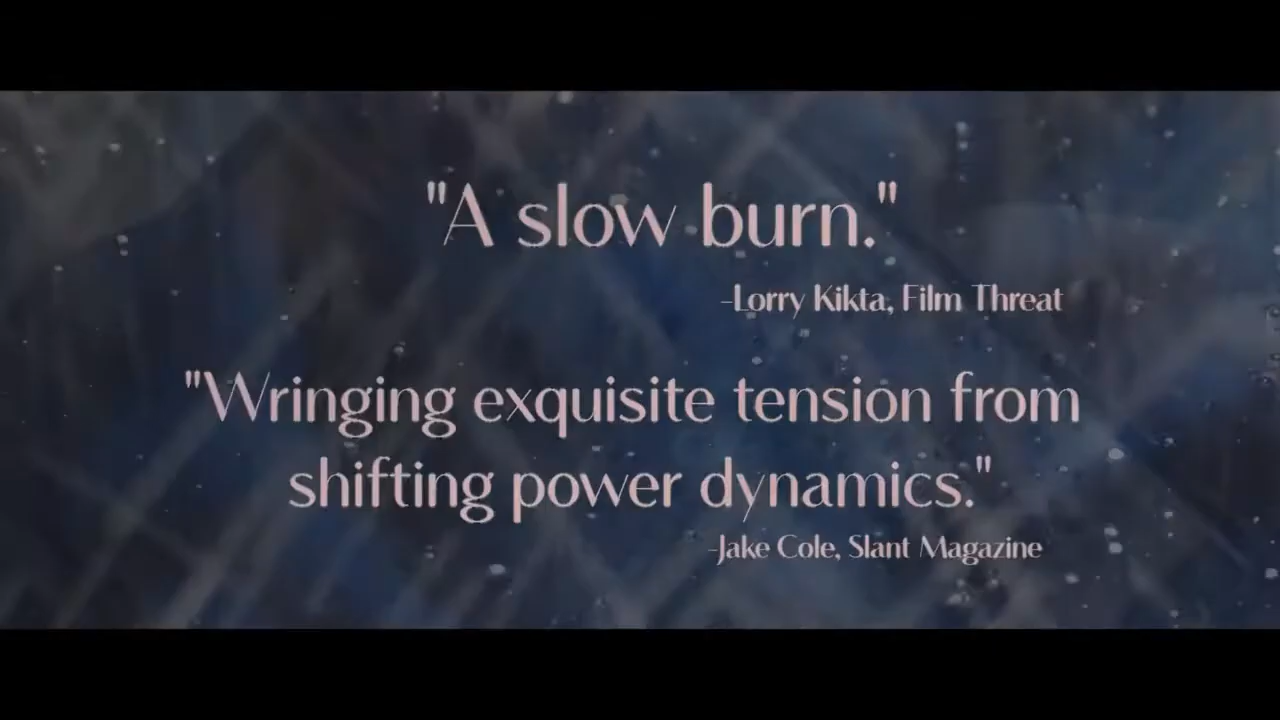 "A slow burn."
-Lorry Kikta, Film Threat
"Wringing exquisite tension from
shifting power dynamics."
-Jake Cole, Slant Magazine